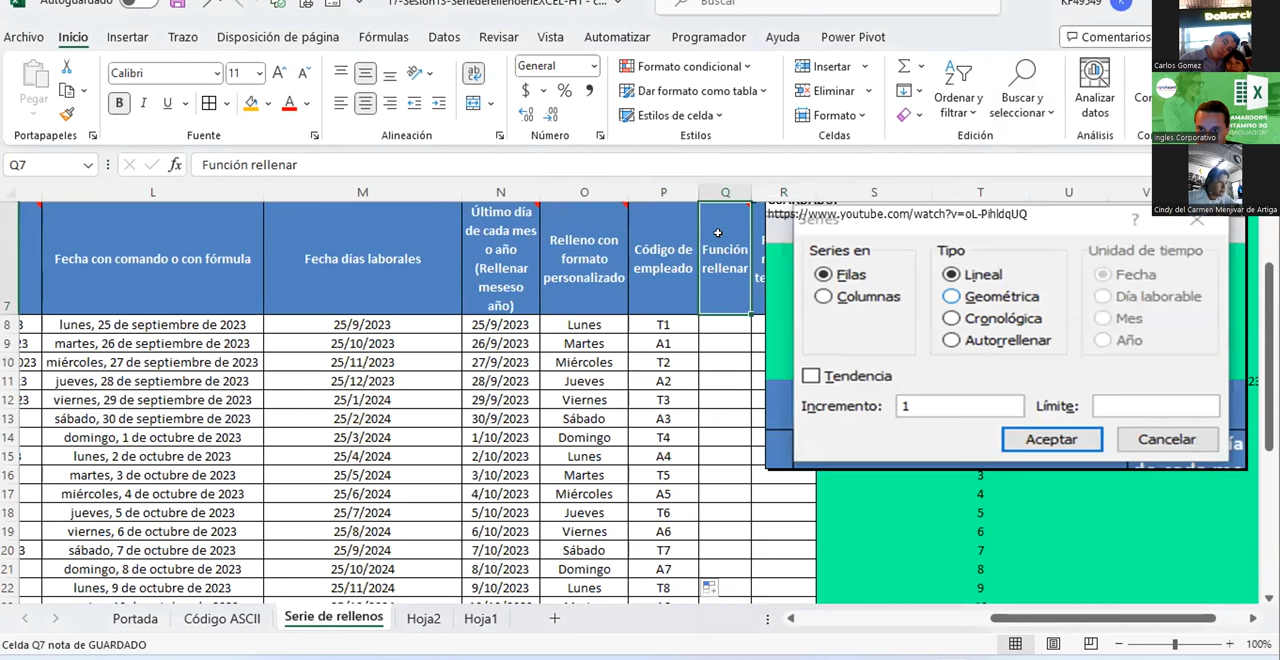 Autoguardado
17-Sesion13-SeriederellenoenEXCEL-HT - c...
Buscar
KF49549
K
Archivo Inicio Insertar Trazo Disposición de página Fórmulas Datos Revisar Vista Automatizar Programador Ayuda Power Pivot Comentarios
Pegar
Calibri 11
N K S
General
$ % 000
Formato condicional
Dar formato como tabla
Estilos de celda
Insertar
Eliminar
Formato
Ordenar y filtrar
Buscar y seleccionar
Analizar datos
Portapapeles Fuente Alineación Número Estilos Celdas Edición Análisis
Carlos Gomez
Ingles Corporativo
Cindy del Carmen Menjivar de Artiga
Q7 fx Función rellenar
L M N O P Q R S T U V
7 Fecha con comando o con fórmula Fecha días laborales Último día de cada mes o año (Rellenar meseso año) Relleno con formato personalizado Código de empleado Función rellenar
8 lunes, 25 de septiembre de 2023 25/9/2023 25/9/2023 Lunes T1
9 martes, 26 de septiembre de 2023 25/10/2023 26/9/2023 Martes A1
10 023 miércoles, 27 de septiembre de 2023 25/11/2023 27/9/2023 Miércoles T2
11 jueves, 28 de septiembre de 2023 25/12/2023 28/9/2023 Jueves A2
12 viernes, 29 de septiembre de 2023 25/1/2024 29/9/2023 Viernes T3
13 sábado, 30 de septiembre de 2023 25/2/2024 30/9/2023 Sábado A3
14 domingo, 1 de octubre de 2023 25/3/2024 1/10/2023 Domingo T4
15 lunes, 2 de octubre de 2023 25/4/2024 2/10/2023 Lunes A4
16 martes, 3 de octubre de 2023 25/5/2024 3/10/2023 Martes T5 3
17 miércoles, 4 de octubre de 2023 25/6/2024 4/10/2023 Miércoles A5 4
18 jueves, 5 de octubre de 2023 25/7/2024 5/10/2023 Jueves T6 5
19 viernes, 6 de octubre de 2023 25/8/2024 6/10/2023 Viernes A6 6
20 sábado, 7 de octubre de 2023 25/9/2024 7/10/2023 Sábado T7 7
21 domingo, 8 de octubre de 2023 25/10/2024 8/10/2023 Domingo A7 8
22 lunes, 9 de octubre de 2023 25/11/2024 9/10/2023 Lunes T8 9
https://www.youtube.com/watch?v=oL-PihldqUQ
Series ?
Series en Tipo Unidad de tiempo
Filas Lineal Fecha
Columnas Geométrica Día laborable
Cronológica Mes
Autorrellenar Año
Tendencia
Incremento: 1 Límite:
Aceptar Cancelar
Portada Código ASCII Serie de rellenos Hoja2 Hoja1
Celda Q7 nota de GUARDADO 100%